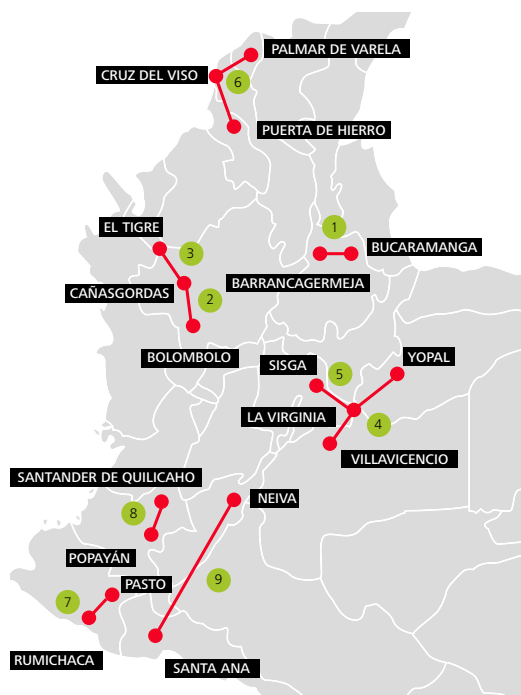 PALMAR DE VARELA
CRUZ DEL VISO
6
PUERTA DE HIERRO
EL TIGRE
1
3
BUCARAMANGA
CAÑASGORDAS
BARRANCAGERMEJA
2
BOLOMBOLO
YOPAL
SISGA
5
LA VIRGINIA
4
VILLAVICENCIO
SANTANDER DE QUILICAHO
NEIVA
8
POPAYÁN
PASTO
9
7
RUMICHACA
SANTA ANA